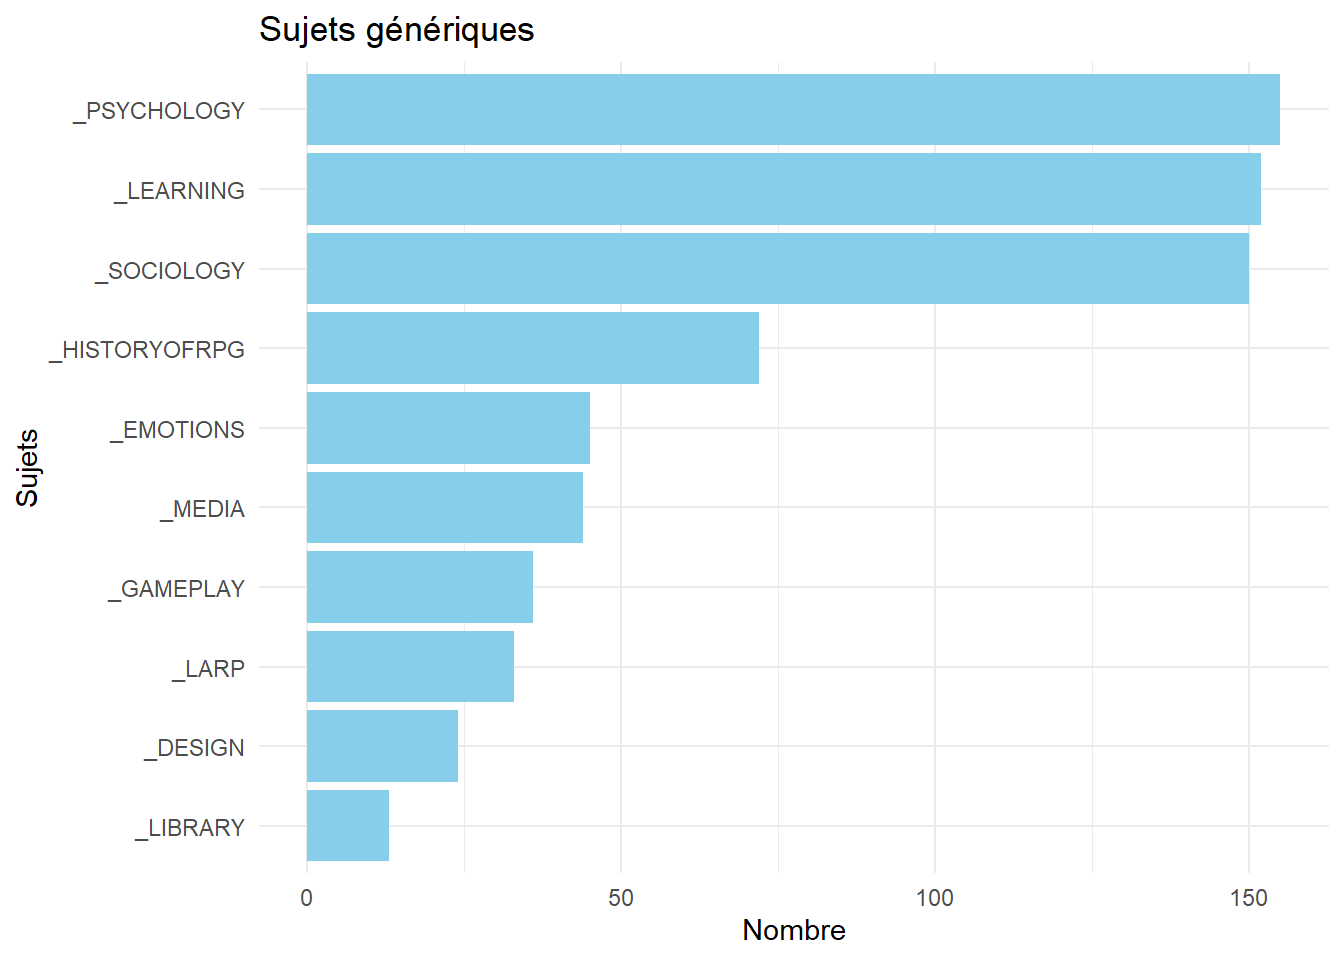 Sujets génériques
_PSYCHOLOGY
_LEARNING
_SOCIOLOGY
_HISTORYOFRPG
_EMOTIONS
_MEDIA
_GAMEPLAY
_LARP
_DESIGN
_LIBRARY
Sujets
0 50 100 150
Nombre